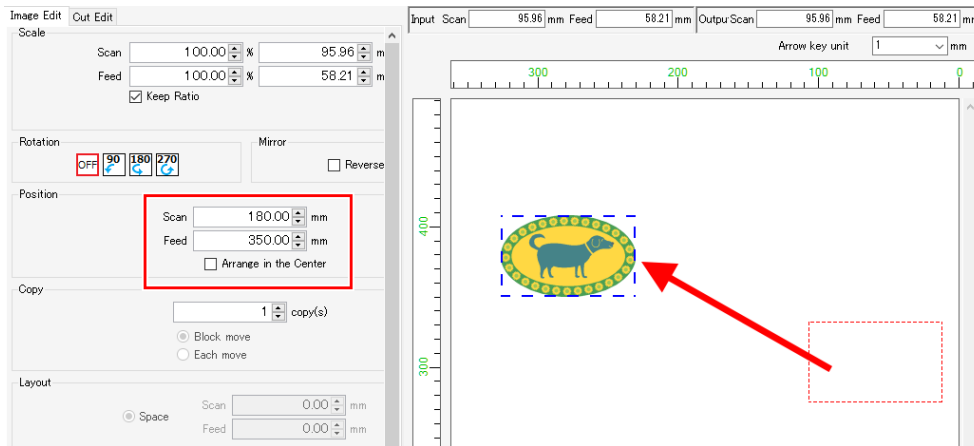 Image Edit Cut Edit
Scale
Scan 100.00 % 95.96 m
Feed 100.00 % 58.21 m
Keep Ratio
Rotation
OFF 90 180 270
Mirror
Reverse
Position
Scan 180.00 mm
Feed 350.00 mm
Arrange in the Center
Copy
1 copy(s)
Block move
Each move
Layout
Space
Scan 0.00 mm
Feed 0.00 mm
Input Scan 95.96 mm Feed 58.21 mm Outpu Scan 95.96 mm Feed 58.21 mm
Arrow key unit 1 mm
300 200 100 0
400
300